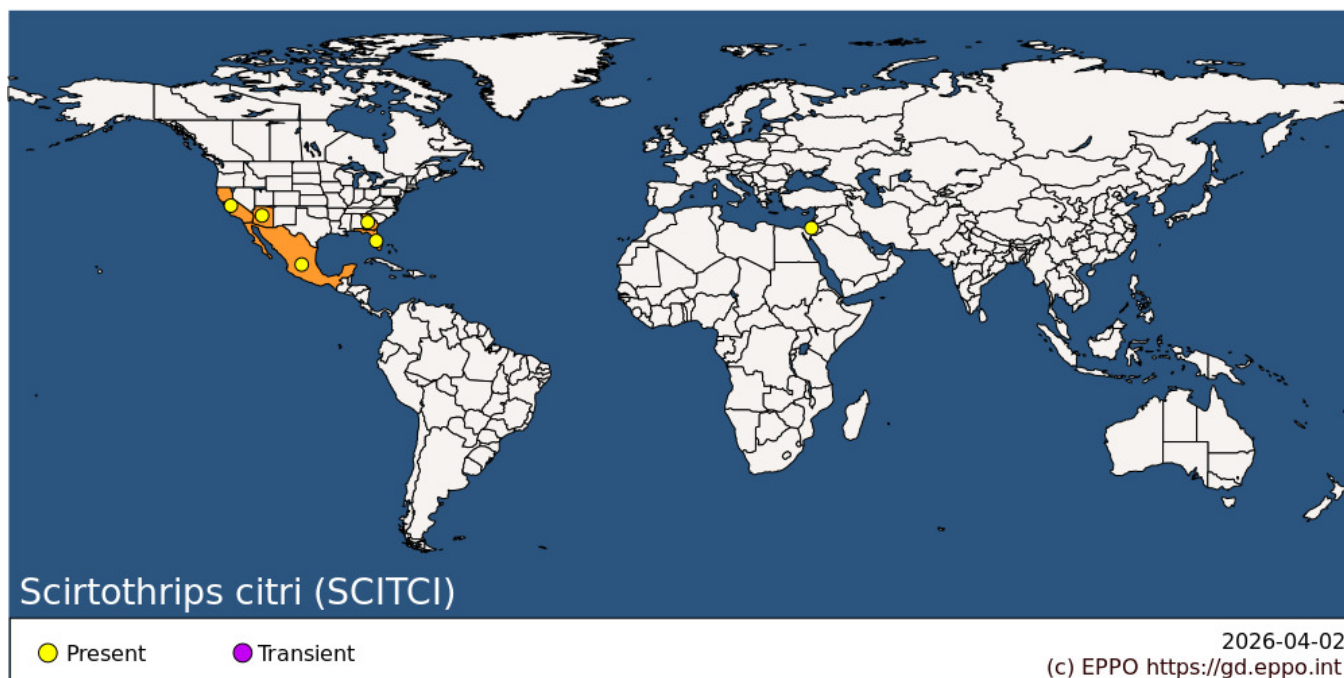 Scirtothrips citri (SCITCI)
Present
Transient
2026-04-02
(c) EPPO https://gd.eppo.int